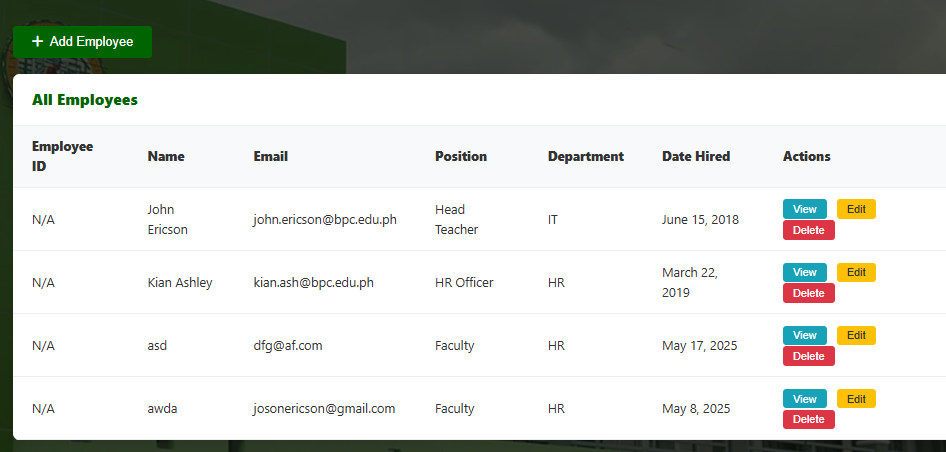 + Add Employee
All Employees
Employee ID Name Email Position Department Date Hired Actions
N/A John Ericson john.ericson@bpc.edu.ph Head Teacher IT June 15, 2018 View Edit Delete
N/A Kian Ashley kian.ash@bpc.edu.ph HR Officer HR March 22, 2019 View Edit Delete
N/A asd dfg@af.com Faculty HR May 17, 2025 View Edit Delete
N/A awda josonericson@gmail.com Faculty HR May 8, 2025 View Edit Delete